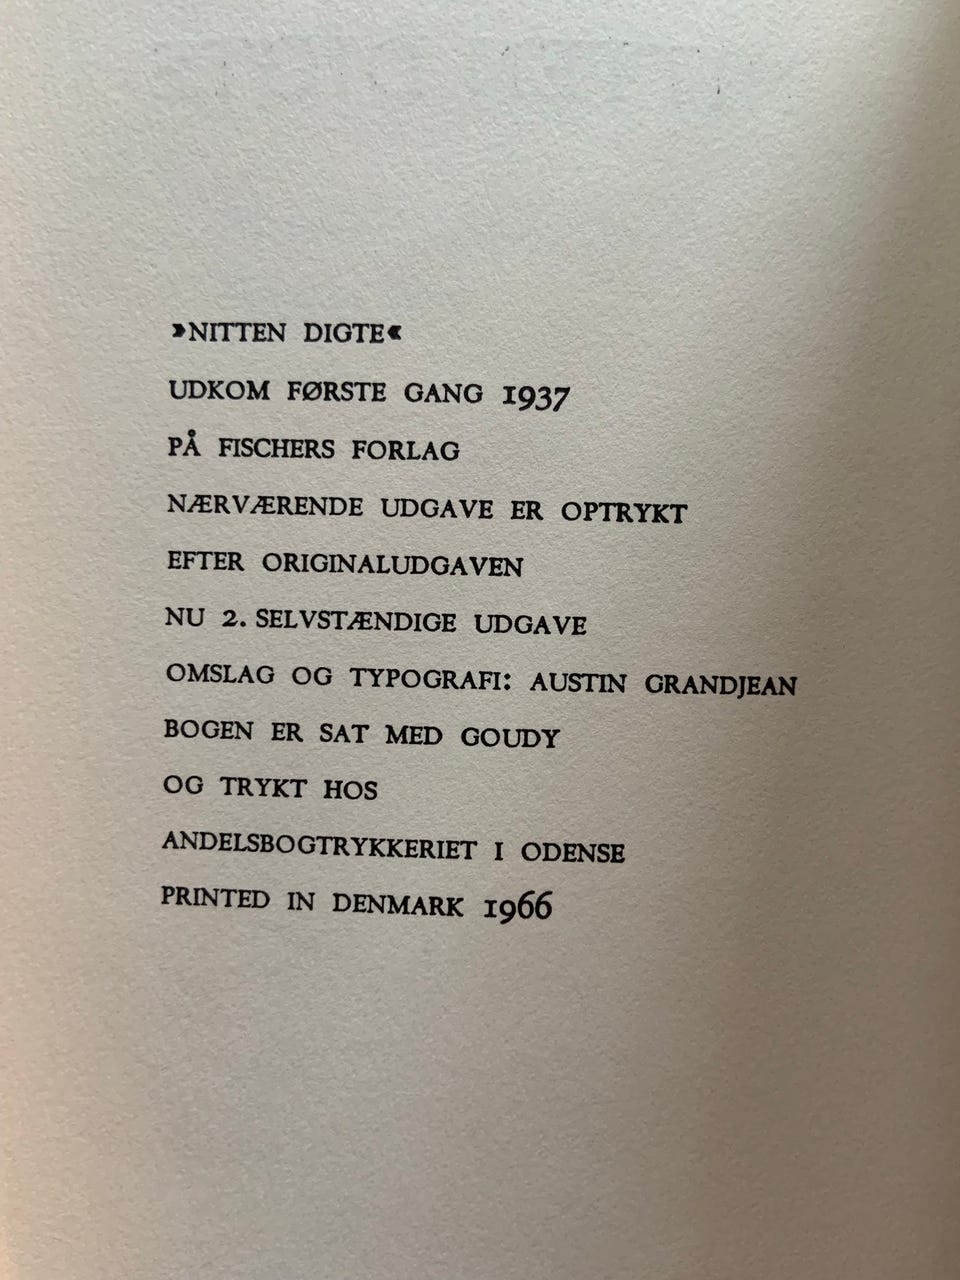 »NITTEN DIGTE«
UDKOM FØRSTE GANG 1937
PÅ FISCHERS FORLAG
NÆRVÆRENDE UDGAVE ER OPTRYKT
EFTER ORIGINALUDGAVEN
NU 2. SELVSTÆNDIGE UDGAVE
OMSLAG OG TYPOGRAFI: AUSTIN GRANDJEAN
BOGEN ER SAT MED GOUDY
OG TRYKT HOS
ANDELSBOGTRYKKERIET I ODENSE
PRINTED IN DENMARK 1966